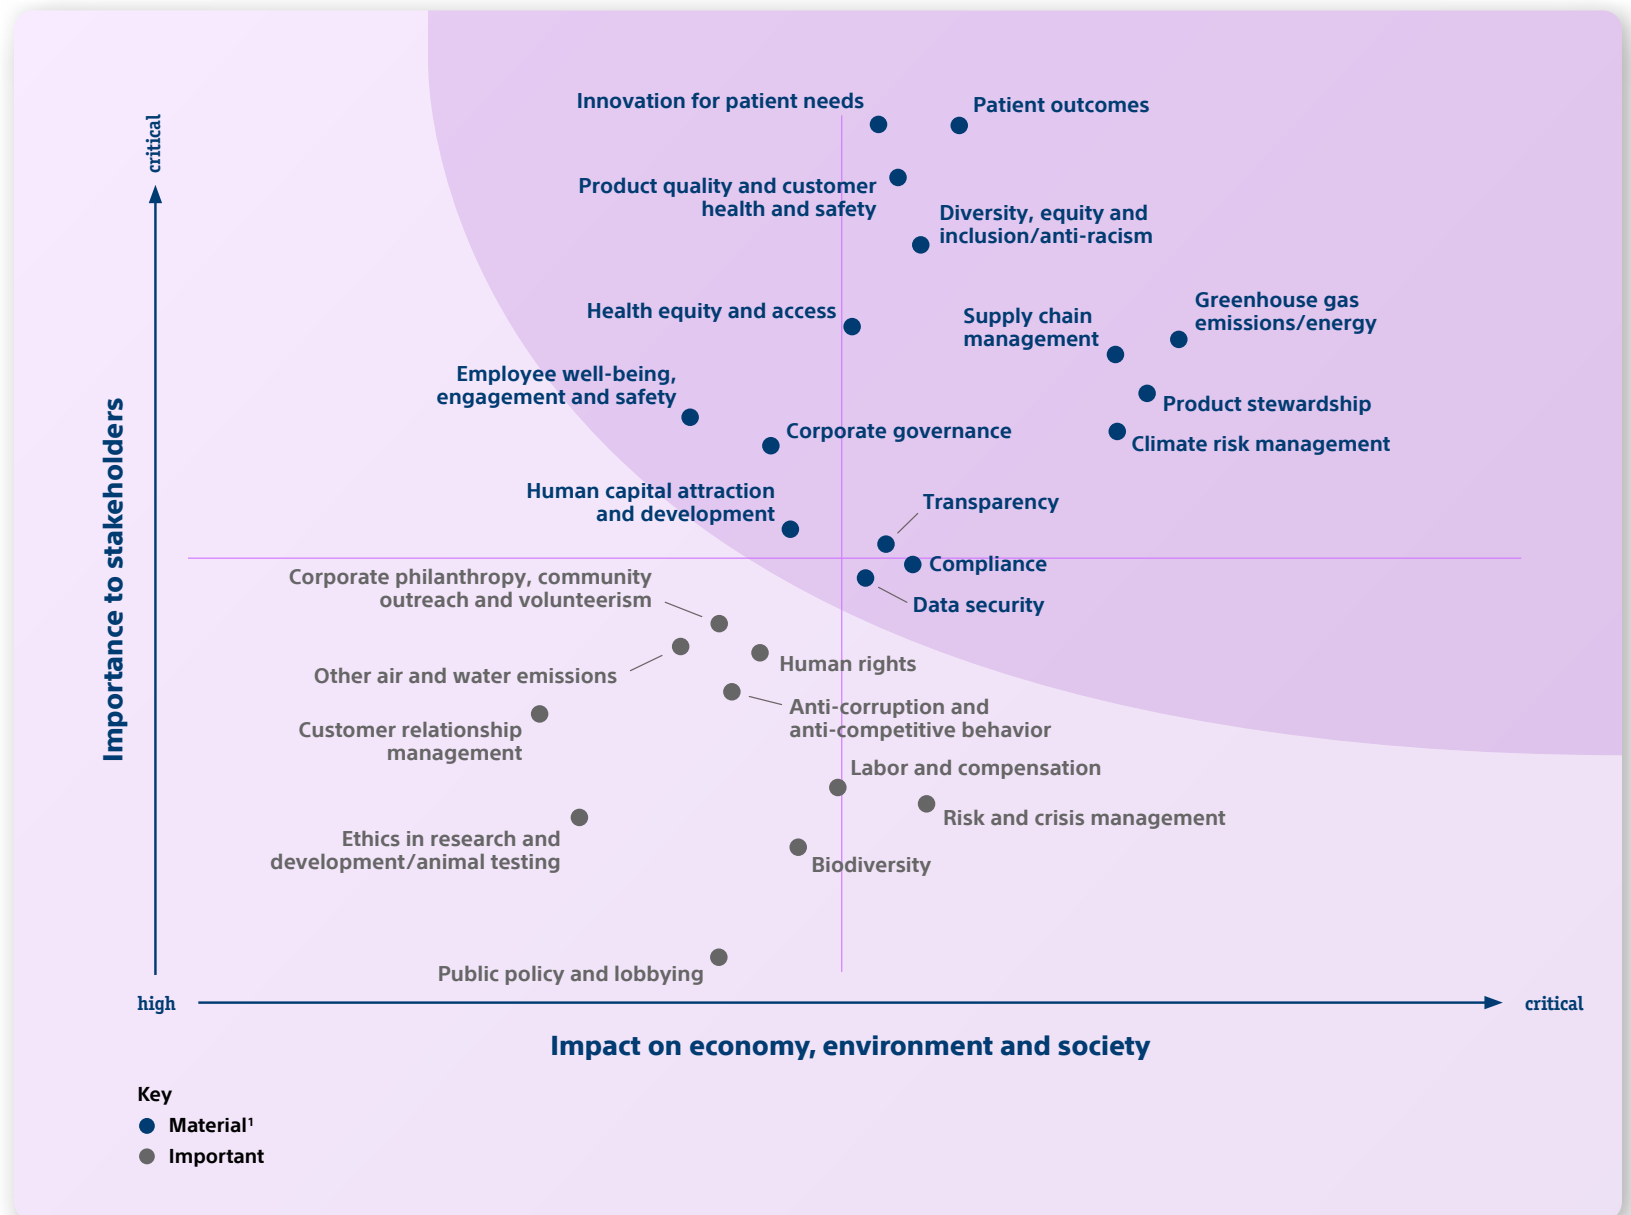 Innovation for patient needs
Patient outcomes
critical
Product quality and customer
health and safety
Diversity, equity and
inclusion/anti-racism
Health equity and access
Greenhouse gas
emissions/energy
Supply chain
management
Employee well-being,
engagement and safety
Product stewardship
Corporate governance
Climate risk management
Human capital attraction
and development
Transparency
Importance to stakeholders
Compliance
Corporate philanthropy, community
outreach and volunteerism
Data security
Other air and water emissions
Human rights
Anti-corruption and
anti-competitive behavior
Customer relationship
management
Labor and compensation
Risk and crisis management
Ethics in research and
development/animal testing
Biodiversity
Public policy and lobbying
high
critical
Impact on economy, environment and society
Key
Material¹
Important